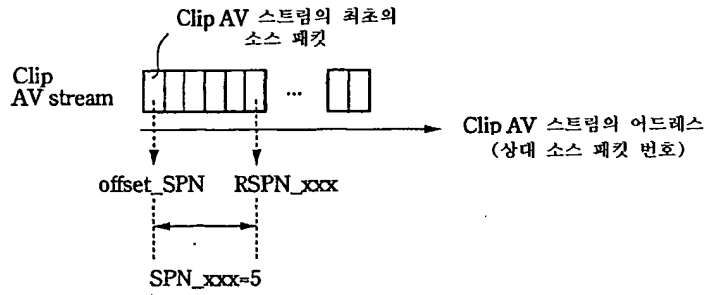 Clip AV 스트림의 최초의
소스 패킷
Clip
AV stream
...
Clip AV 스트림의 어드레스
(상대 소스 패킷 번호)
offset_SPN RSPN_xxx
SPN_xxx=5